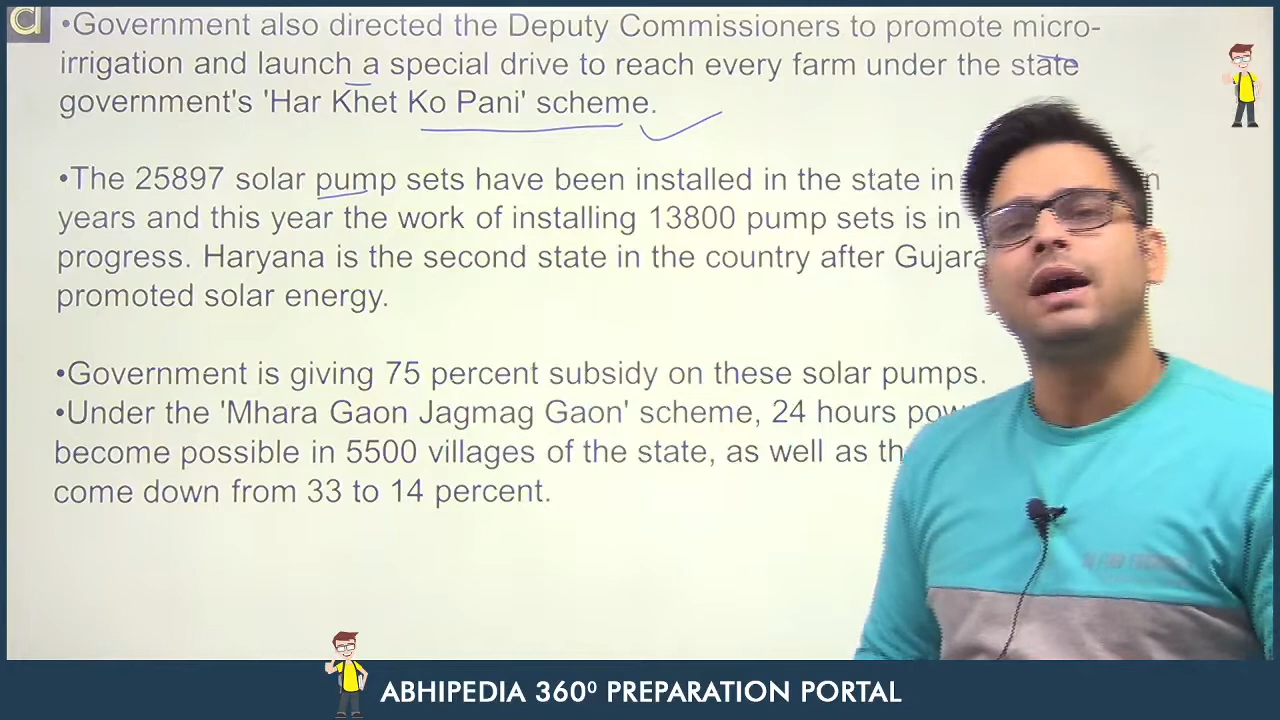 •Government also directed the Deputy Commissioners to promote micro-
irrigation and launch a special drive to reach every farm under the state
government's 'Har Khet Ko Pani' scheme.
•The 25897 solar pump sets have been installed in the state in
years and this year the work of installing 13800 pump sets is in
progress. Haryana is the second state in the country after
promoted solar energy.
•Government is giving 75 percent subsidy on these solar pumps.
•Under the 'Mhara Gaon Jagmag Gaon' scheme, 24 hours
become possible in 5500 villages of the state, as well as
come down from 33 to 14 percent.
ABHIPEDIA 360⁰ PREPARATION PORTAL